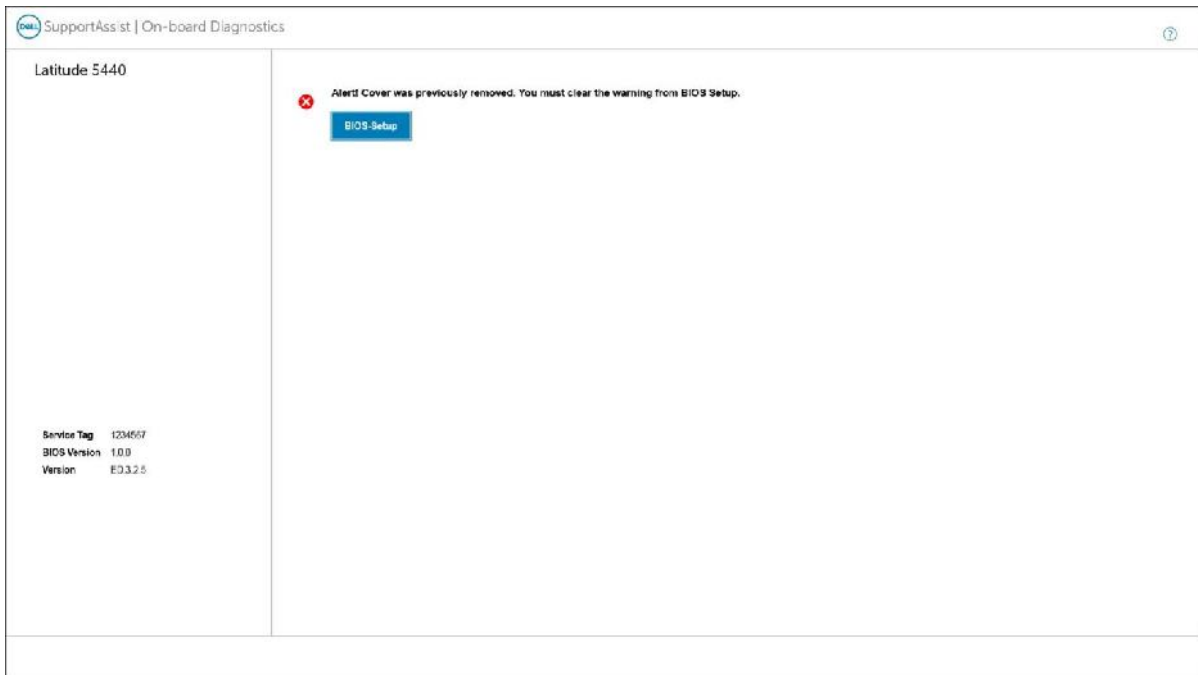 DELL SupportAssist | On-board Diagnostics
?
Latitude 5440
Alert! Cover was previously removed. You must clear the warning from BIOS Setup.
BIOS-Setup
Service Tag 1234567
BIOS Version 1.0.0
Version ED.3.2.5